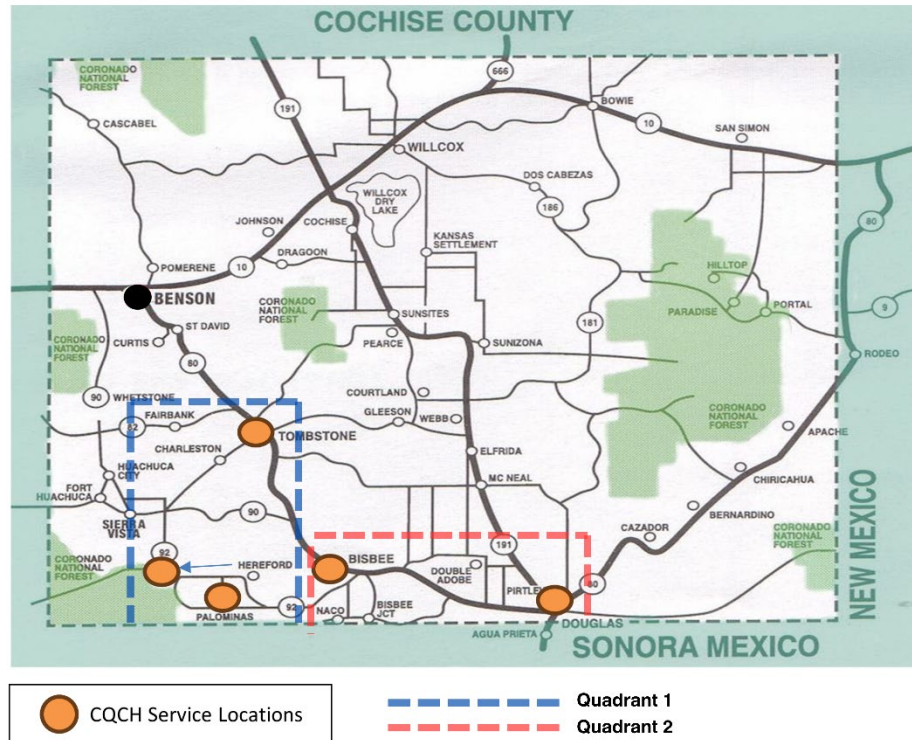 COCHISE COUNTY
CORONADO
NATIONAL
FOREST
666
191
BOWIE
CASCABEL
10
SAN SIMON
WILLCOX
DOS CABEZAS
80
WILLCOX
DRY
LAKE
186
JOHNSON
COCHISE
KANSAS
SETTLEMENT
DRAGOON
POMERENE
10
HILLTOP
BENSON
PARADISE
PORTAL
9
CORONADO
NATIONAL
FOREST
SUNSITES
181
ST DAVID
CORONADO
NATIONAL
FOREST
CURTIS
PEARCE
SUNIZONA
RODEO
80
90
WHETSTONE
COURTLAND
CORONADO
NATIONAL
FOREST
FAIRBANK
GLEESON
WEBB
82
APACHE
TOMBSTONE
CHARLESTON
ELFRIDA
HUACHUCA
CITY
CHIRICAHUA
MC NEAL
FORT
HUACHUCA
90
BERNARDINO
SIERRA
VISTA
CAZADOR
CORONADO
NATIONAL
FOREST
92
191
CORONADO
NATIONAL
FOREST
BISBEE
HEREFORD
DOUBLE
ADOBE
80
PIRTLE
92
NACO
BISBEE
JCT
PALOMINAS
DOUGLAS
AGUA PRIETA
SONORA MEXICO
NEW MEXICO
CQCH Service Locations
Quadrant 1
Quadrant 2